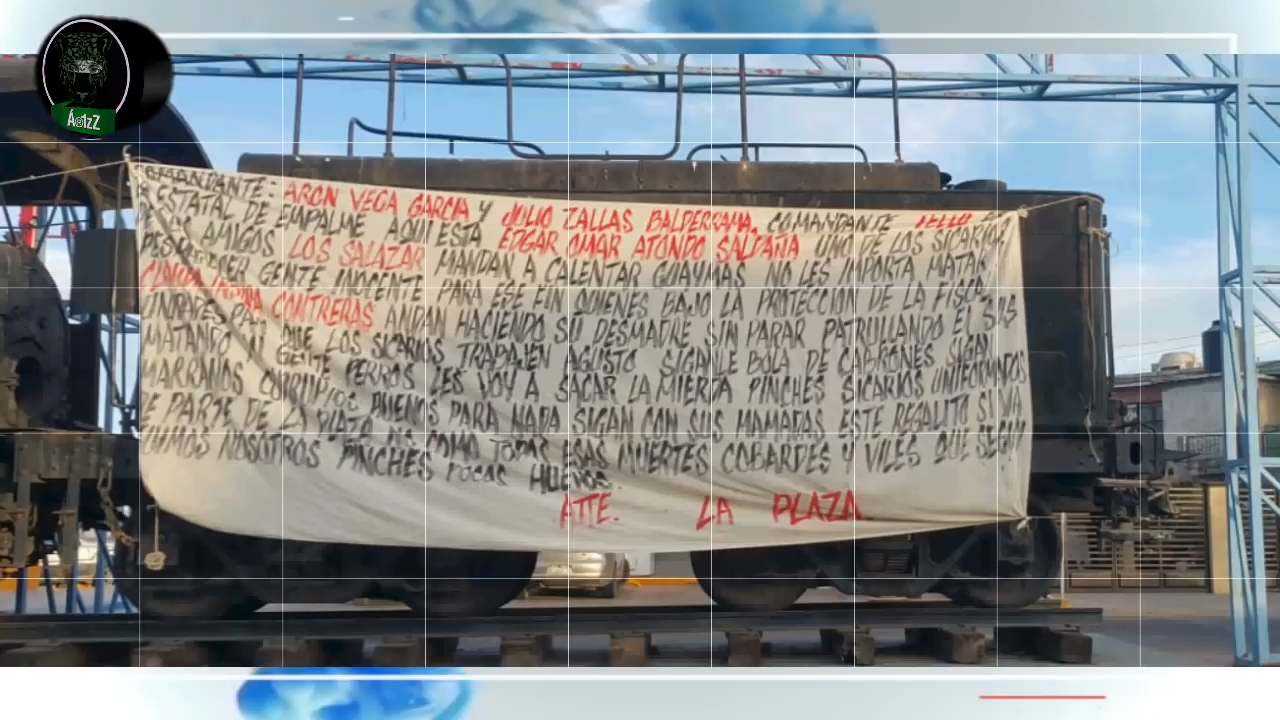 Áⱺ1zZ
COMANDANTE: ARON VEGA GARCIA Y JULIO ZALLAS BALDERRAMA. COMANDANTE TELLO
ESTATAL DE EMPALME AQUI ESTA EDGAR OMAR ATONDO SALDAÑA UNO DE LOS SICARIOS
AMIGOS LOS SALAZAR MANDAN A CALENTAR GUAYMAS NO LES IMPORTA MATAR
GENTE INOCENTE PARA ESE FIN QUIENES BAJO LA PROTECCION DE LA
CONTRERAS ANDAN HACIENDO SU DESMADRE SIN PARAR PATRULLANDO EL
QUE LOS SICARIOS TRABAJEN AGUSTO SIGANLE BOLA DE CABRONES SIGAN
MATANDO GENTE PERROS LES VOY A SACAR LA MIERDA PINCHES SICARIOS UNIFORMADOS
MARRANOS CORRUPTOS BUENOS PARA NADA SIGAN CON SUS MAMADAS ESTE REGALITO SI VA
E PARTE DE LA PLAZA NO COMO TODAS ESAS MUERTES COBARDES Y VILES QUE
NOSOTROS PINCHES POCOS HUEVOS.
ATTE. LA PLAZA